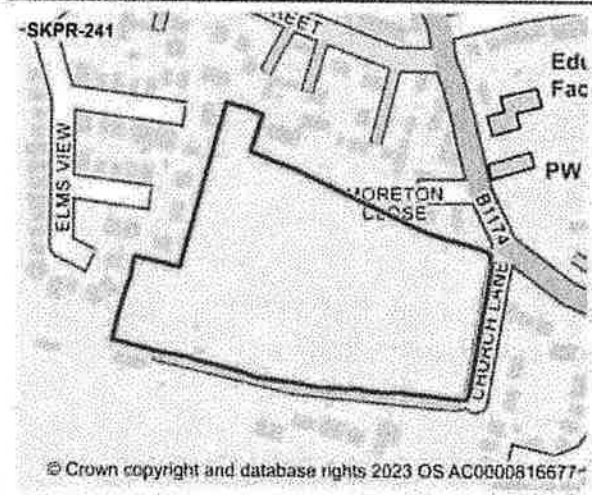 -SKPR-241
REET
Edu
Fac
ELMS VIEW
MORETON
CLOSE
PW
B1174
CHURCH LANE
© Crown copyright and database rights 2023 OS AC0000816677